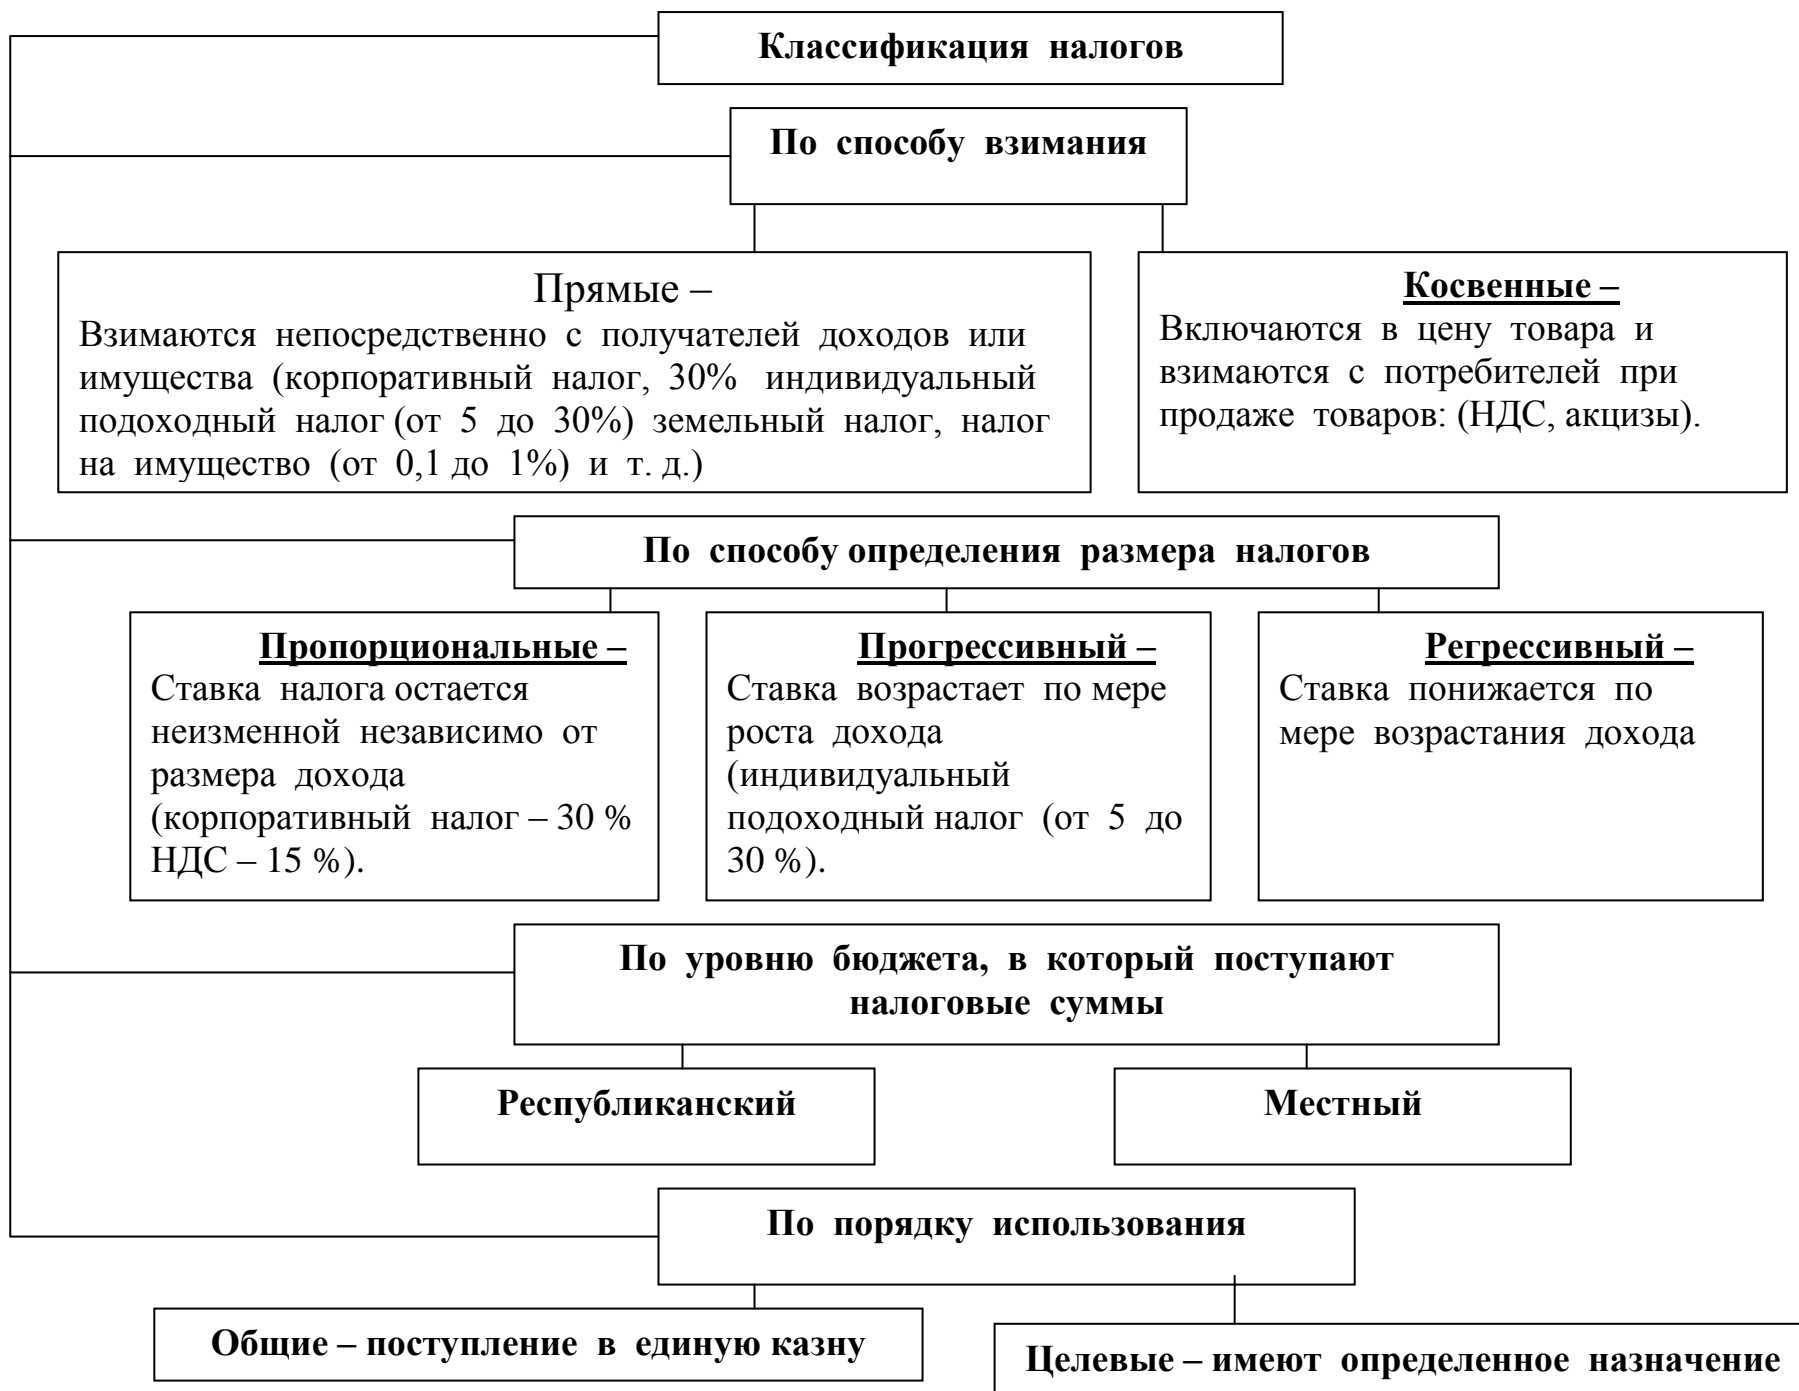 Классификация налогов
По способу взимания
Прямые –
Взимаются непосредственно с получателей доходов или
имущества (корпоративный налог, 30% индивидуальный
подоходный налог (от 5 до 30%) земельный налог, налог
на имущество (от 0,1 до 1%) и т. д.)
Косвенные –
Включаются в цену товара и
взимаются с потребителей при
продаже товаров: (НДС, акцизы).
По способу определения размера налогов
Пропорциональные –
Ставка налога остается
неизменной независимо от
размера дохода
(корпоративный налог – 30 %
НДС – 15 %).
Прогрессивный –
Ставка возрастает по мере
роста дохода
(индивидуальный
подоходный налог (от 5 до
30 %).
Регрессивный –
Ставка понижается по
мере возрастания дохода
По уровню бюджета, в который поступают
налоговые суммы
Республиканский
Местный
По порядку использования
Общие – поступление в единую казну
Целевые – имеют определенное назначение